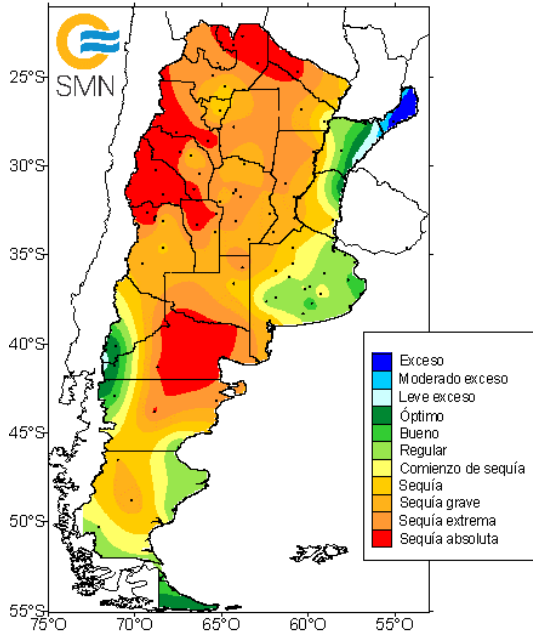 SMN
25°S
30°S
35°S
40°S
45°S
50°S
55°S
75°O 70°O 65°O 60°O 55°O
Exceso
Moderado exceso
Leve exceso
Óptimo
Bueno
Regular
Comienzo de sequía
Sequía
Sequía grave
Sequía extrema
Sequía absoluta